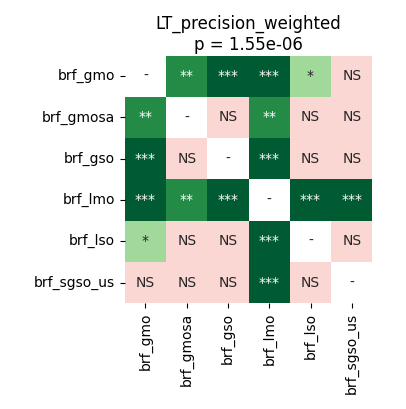 LT_precision_weighted
p = 1.55e-06
brf_gmo - ** *** *** * NS
brf_gmosa ** - NS ** NS NS
brf_gso *** NS - *** NS NS
brf_lmo *** ** *** - *** ***
brf_lso * NS NS *** - NS
brf_sgso_us NS NS NS *** NS -
brf_gmo brf_gmosa brf_gso brf_lmo brf_lso brf_sgso_us